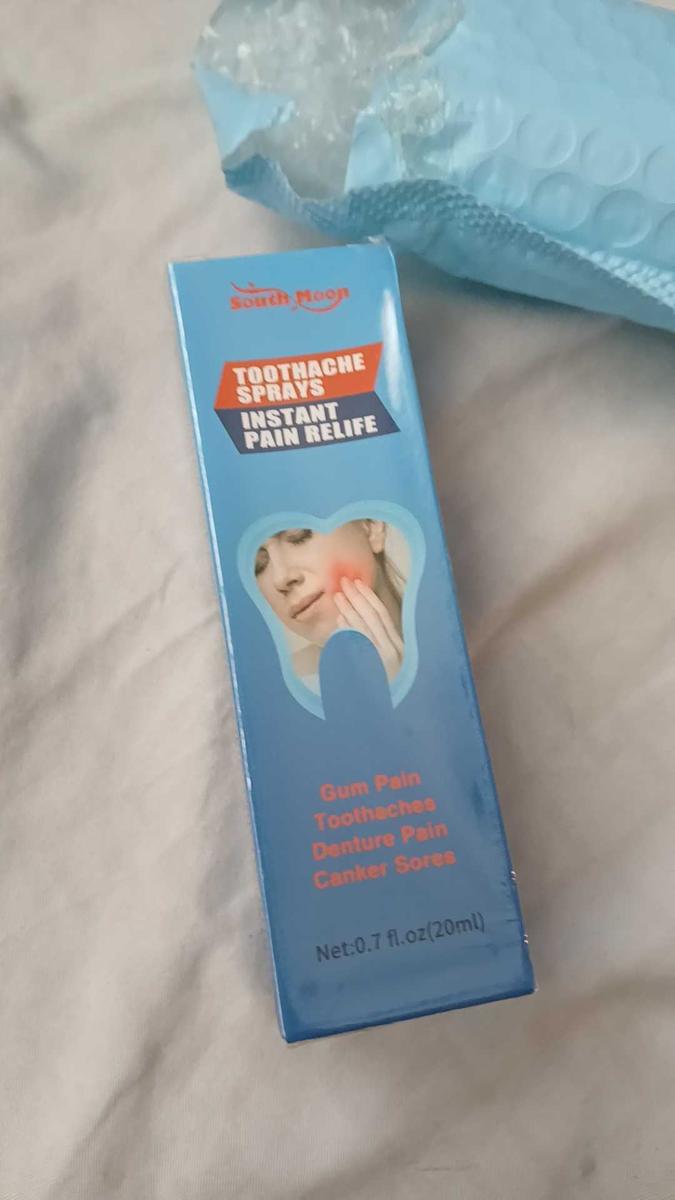 South Moon
TOOTHACHE
SPRAYS
INSTANT
PAIN RELIFE
Gum Pain
Toothaches
Denture Pain
Canker Sores
Net:0.7 fl.oz(20ml)